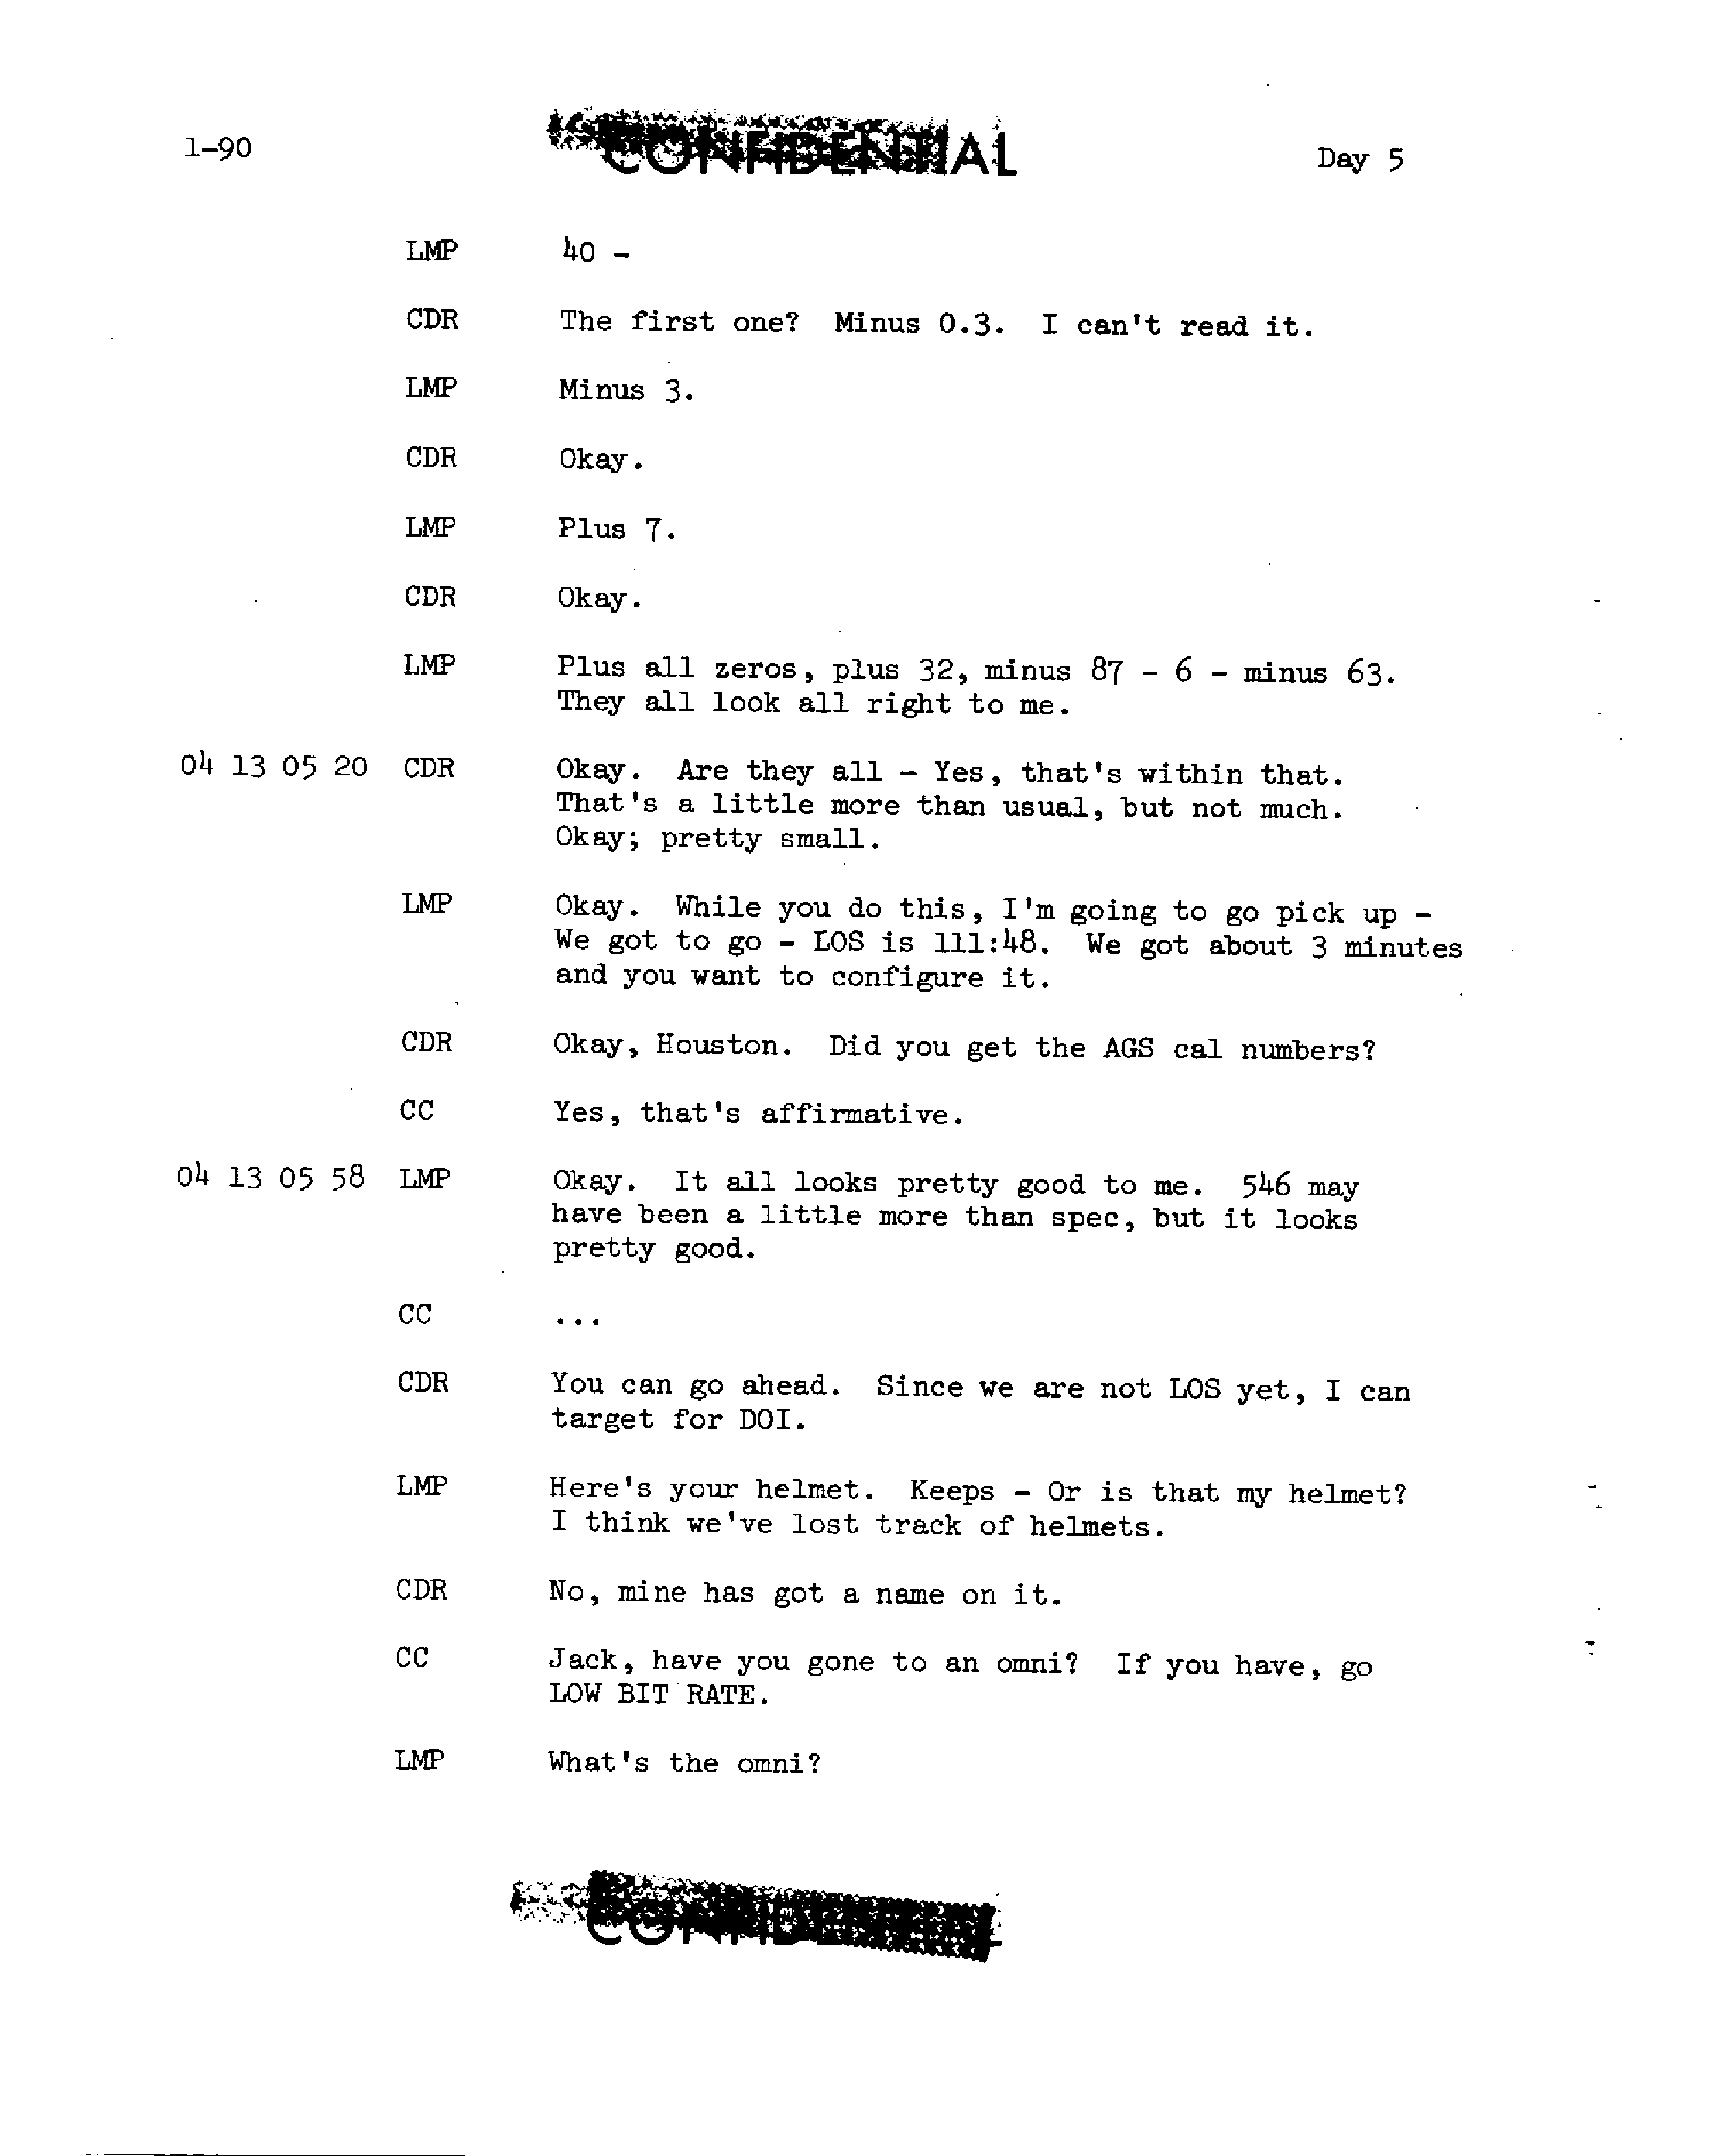 1-90
CONFIDENTIAL
Day 5
LMP 40 -
CDR The first one? Minus 0.3. I can't read it.
LMP Minus 3.
CDR Okay.
LMP Plus 7.
CDR Okay.
LMP Plus all zeros, plus 32, minus 87 - 6 - minus 63.
They all look all right to me.
04 13 05 20 CDR Okay. Are they all - Yes, that's within that.
That's a little more than usual, but not much.
Okay; pretty small.
LMP Okay. While you do this, I'm going to go pick up -
We got to go - LOS is 111:48. We got about 3 minutes
and you want to configure it.
CDR Okay, Houston. Did you get the AGS cal numbers?
CC Yes, that's affirmative.
04 13 05 58 LMP Okay. It all looks pretty good to me. 546 may
have been a little more than spec, but it looks
pretty good.
CC ...
CDR You can go ahead. Since we are not LOS yet, I can
target for DOI.
LMP Here's your helmet. Keeps - Or is that my helmet?
I think we've lost track of helmets.
CDR No, mine has got a name on it.
CC Jack, have you gone to an omni? If you have, go
LOW BIT RATE.
LMP What's the omni?
CONFIDENTIAL